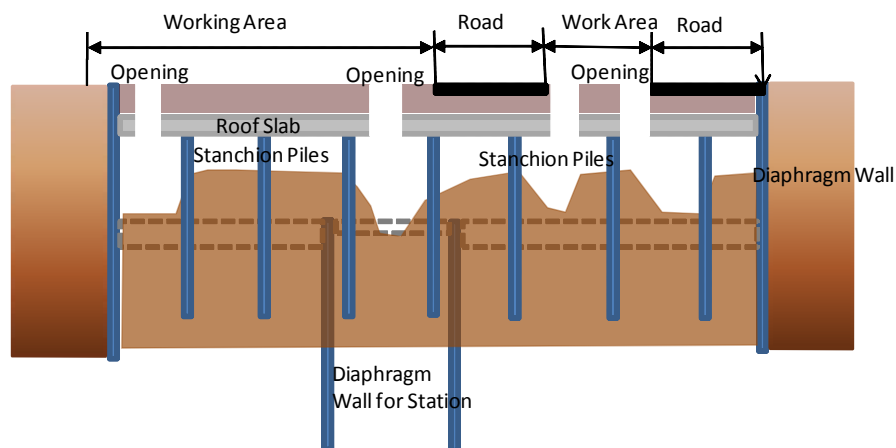 Working Area
Road
Work Area
Road
Opening
Opening
Opening
Roof Slab
Stanchion Piles
Stanchion Piles
Diaphragm Wall
Diaphragm
Wall for Station